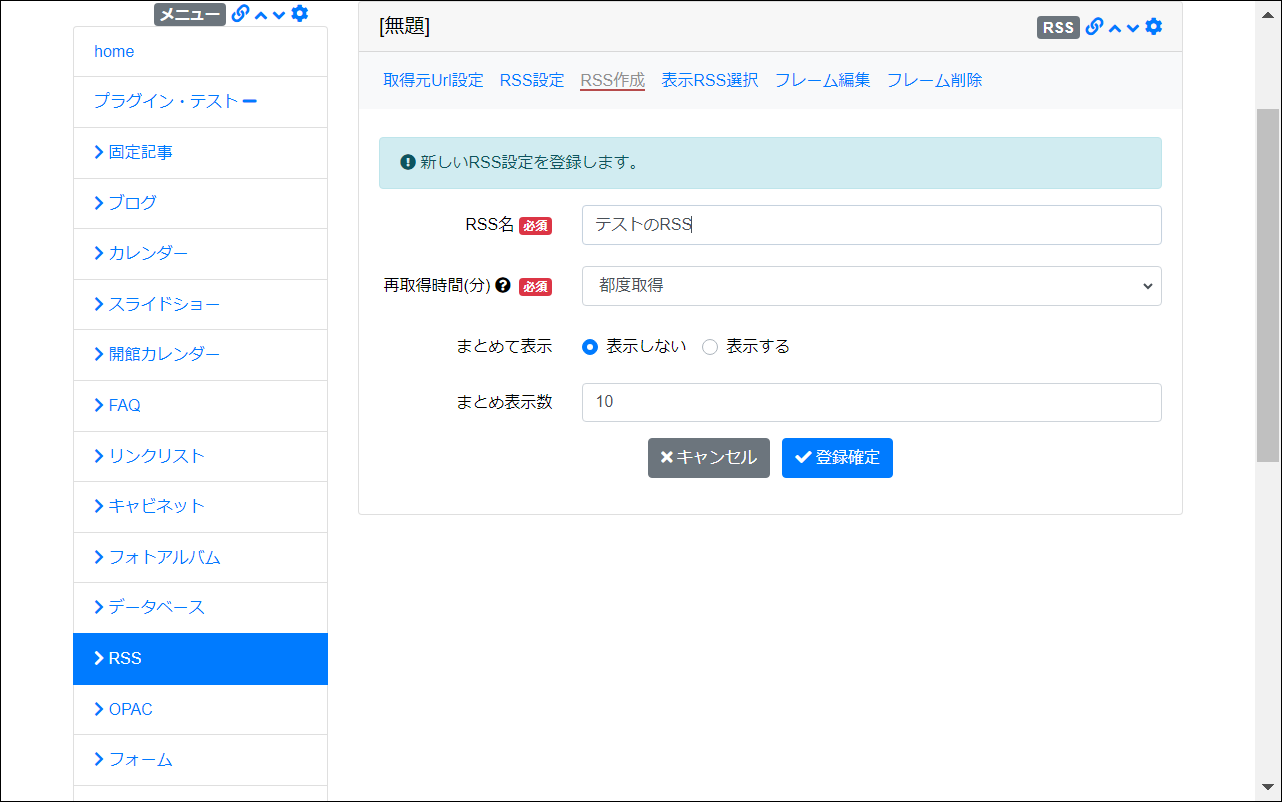 メニュー
home
プラグイン・テスト
固定記事
ブログ
カレンダー
スライドショー
開館カレンダー
FAQ
リンクリスト
キャビネット
フォトアルバム
データベース
RSS
OPAC
フォーム
[無題]
RSS
取得元Url設定 RSS設定 RSS作成 表示RSS選択 フレーム編集 フレーム削除
新しいRSS設定を登録します。
RSS名 必須 テストのRSS
再取得時間(分) 必須 都度取得
まとめて表示 表示しない 表示する
まとめ表示数 10
キャンセル 登録確定